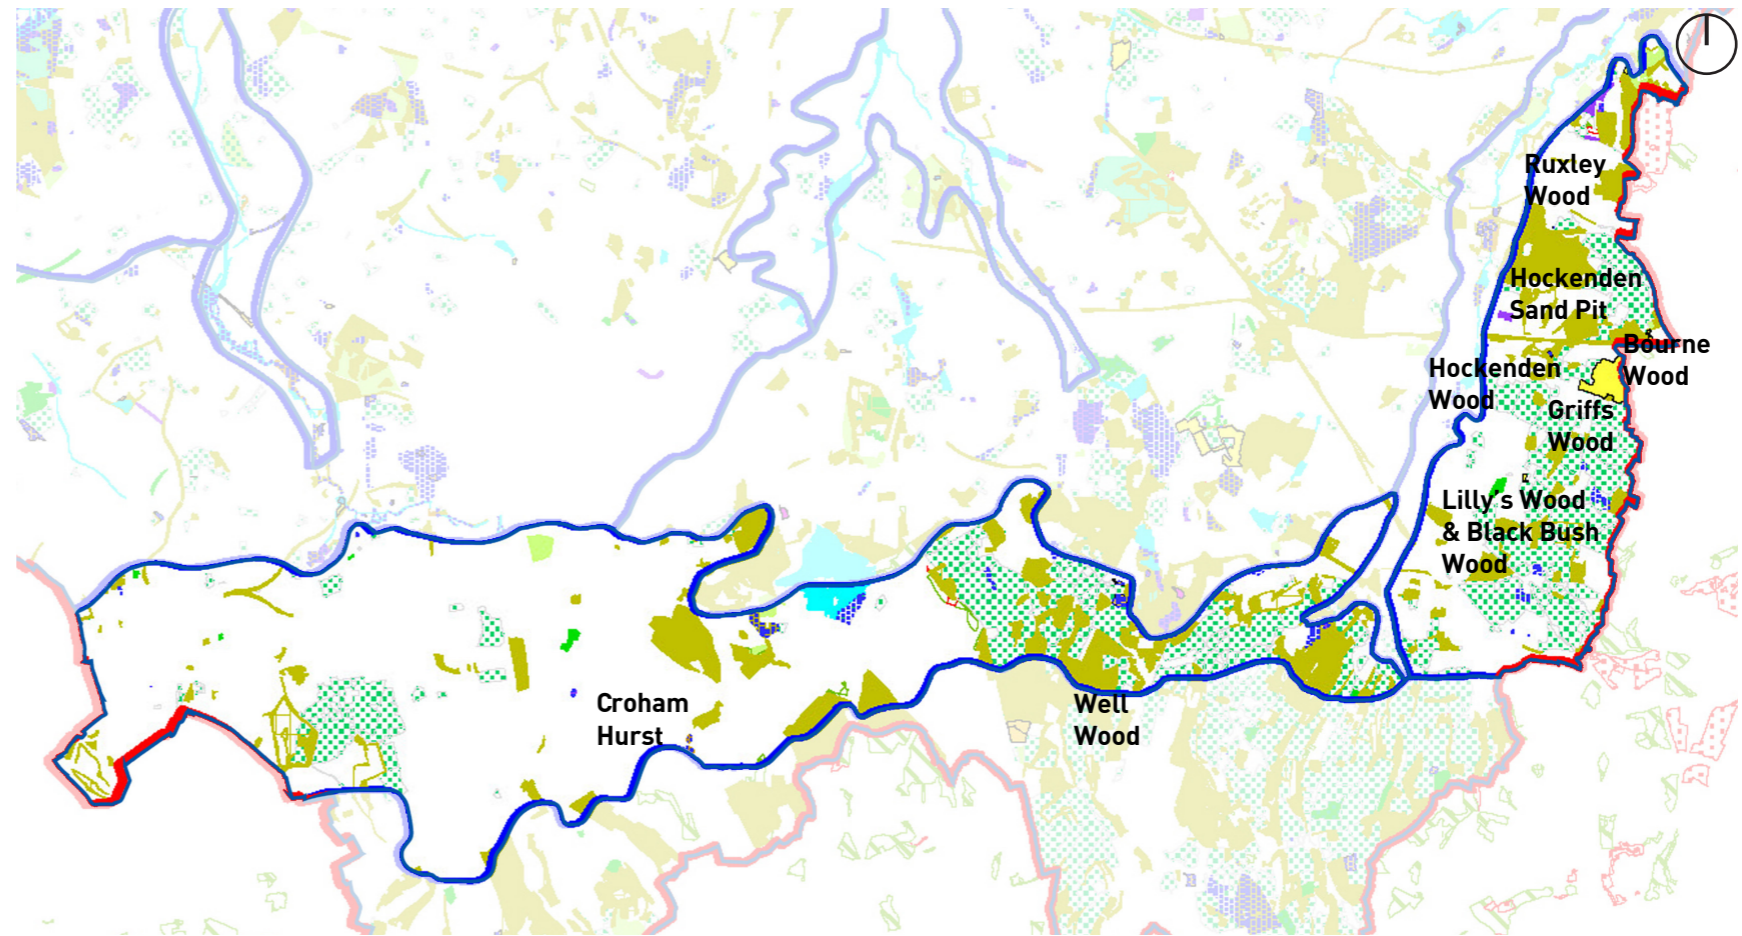 Ruxley
Wood
Hockenden
Sand Pit
Bourne
Wood
Hockenden
Wood
Griffs
Wood
Lilly's Wood
& Black Bush
Wood
Croham
Hurst
Well
Wood